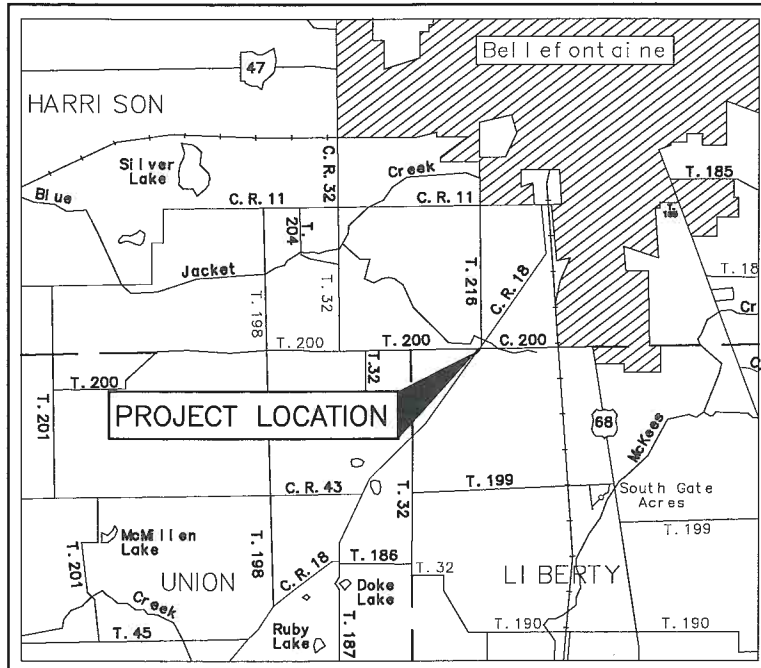 Bellefontaine
47
HARRISON
Silver
Lake
C. R. 32
Creek
T. 185
Blue
C. R. 11
C. R. 11
T.
204
T. 216
C. R. 18
T. 18
Jacket
T. 32
T. 198
Cr
T. 200
T. 200
C. 200
T. 200
T. 32
C
T. 201
PROJECT LOCATION
68
McKees
T. 199
C. R. 43
T. 32
South Gate
Acres
T. 199
McMillen
Lake
T. 201
T. 198
C. R. 18
T. 186
T. 32
UNION
LIBERTY
Creek
Doke
Lake
T. 45
Ruby
Lake
T. 187
T. 190
T. 190